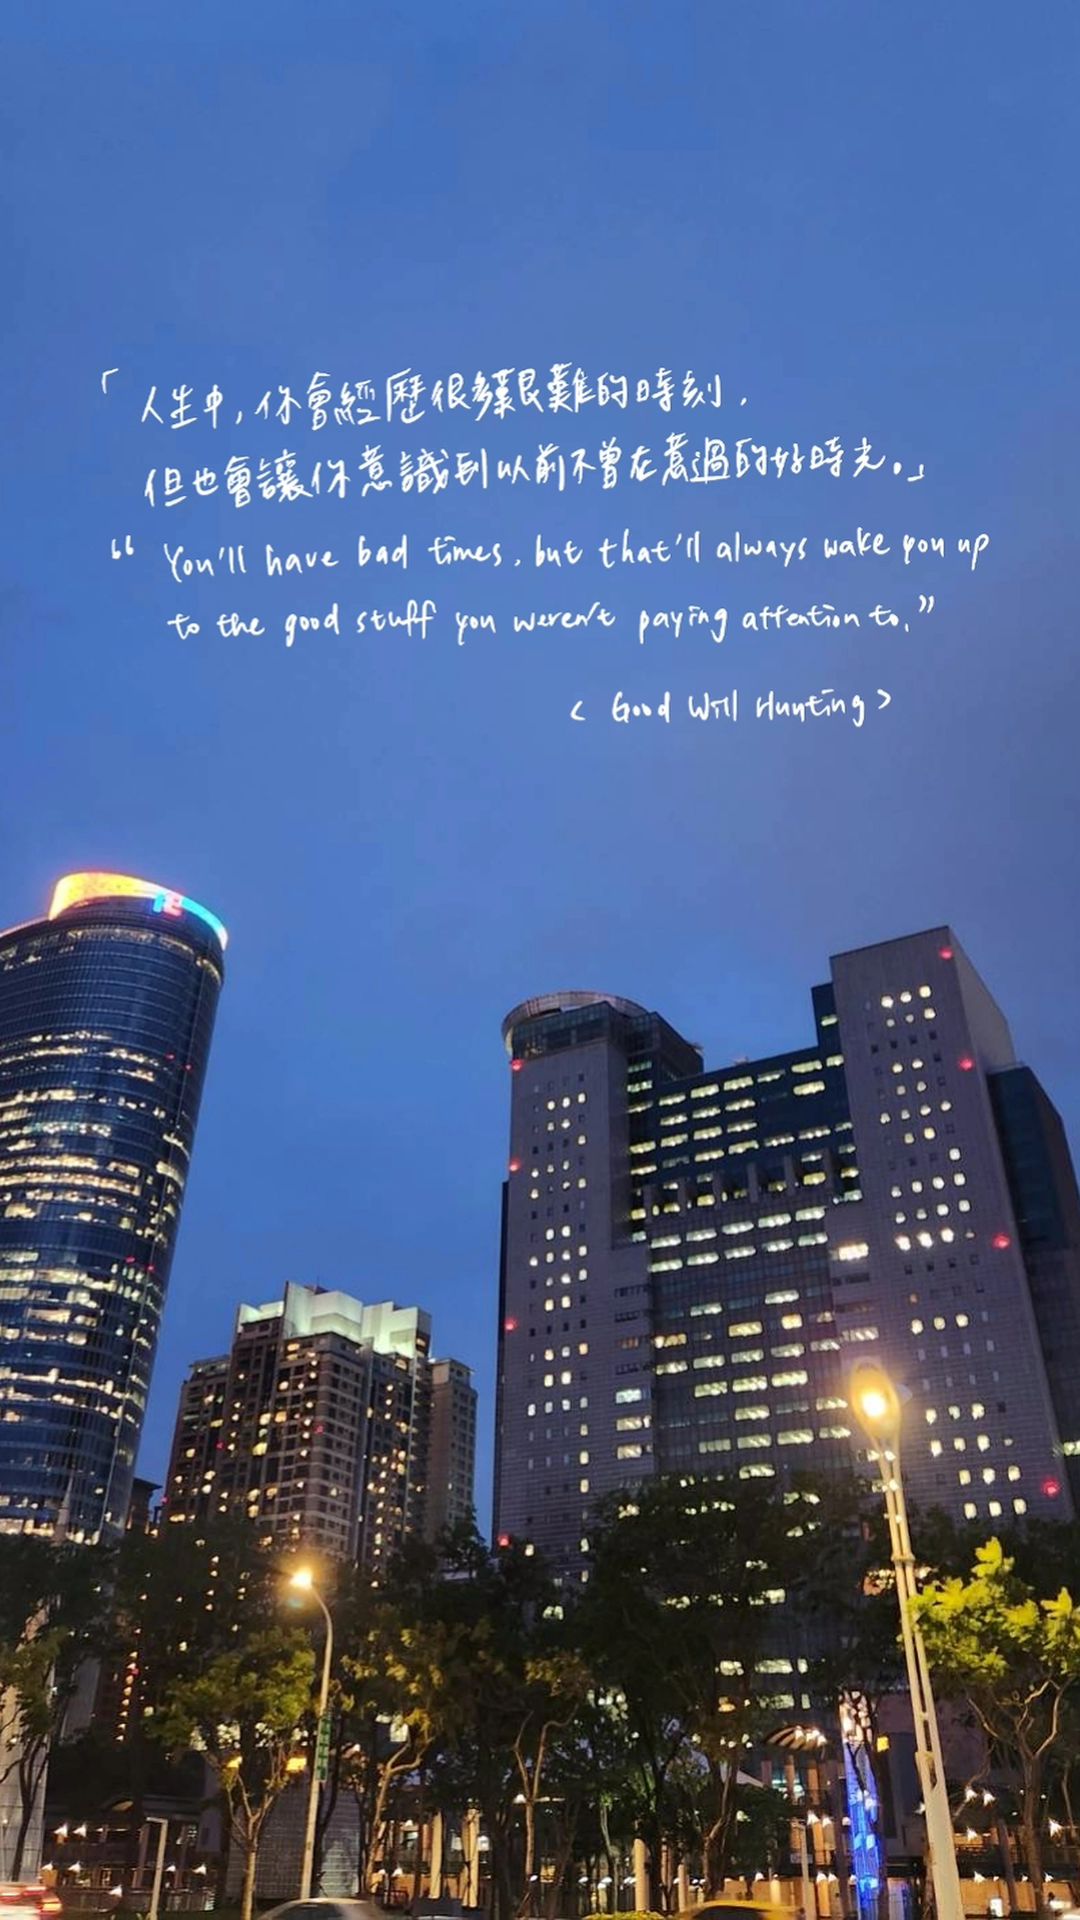 「人生中,你會經歷很多艱難的時刻,
但也會讓你意識到以前不曾在意過的好時光。」
“You'll have bad times, but that'll always wake you up
to the good stuff you weren't paying attention to.”
< Good Will Hunting >